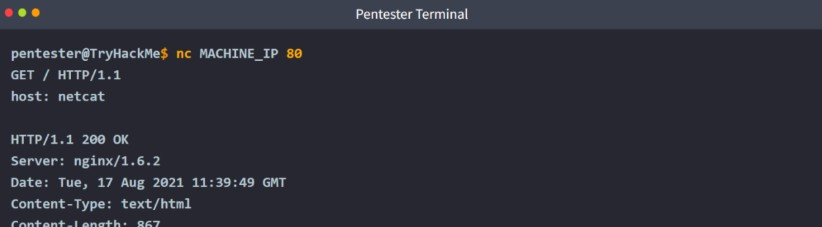 Pentester Terminal
pentester@TryHackMe$ nc MACHINE_IP 80
GET / HTTP/1.1
host: netcat
HTTP/1.1 200 OK
Server: nginx/1.6.2
Date: Tue, 17 Aug 2021 11:39:49 GMT
Content-Type: text/html
Content-Length: 867